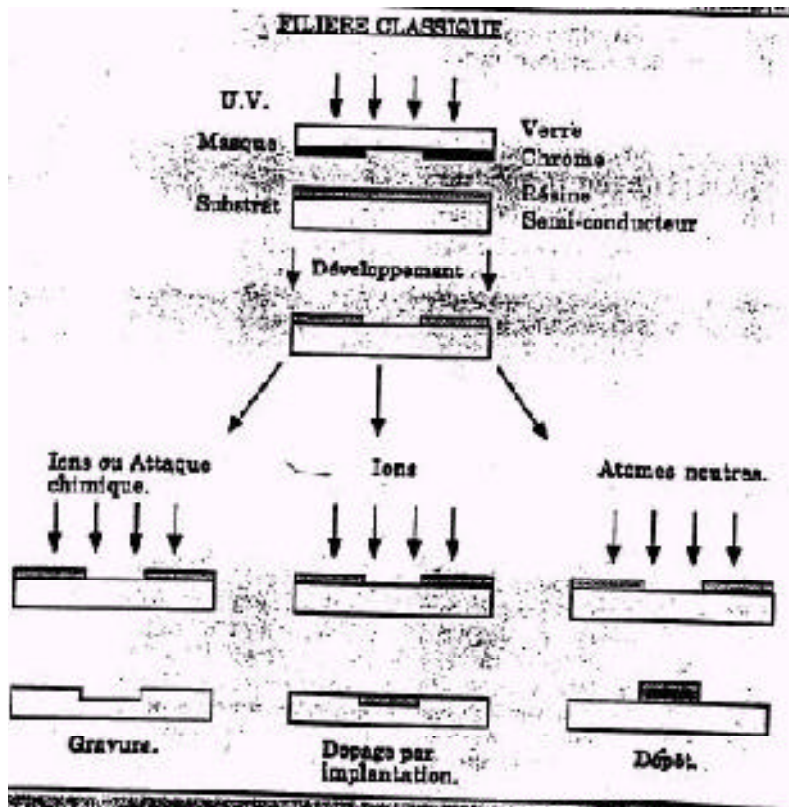 FILIERE CLASSIQUE
U.V.
Masque
Verre
Chrome
Substrat
Résine
Semi-conducteur
Développement
Ions ou Attaque
chimique.
Ions
Atomes neutres.
Gravure.
Dopage par
implantation.
Dépôt.